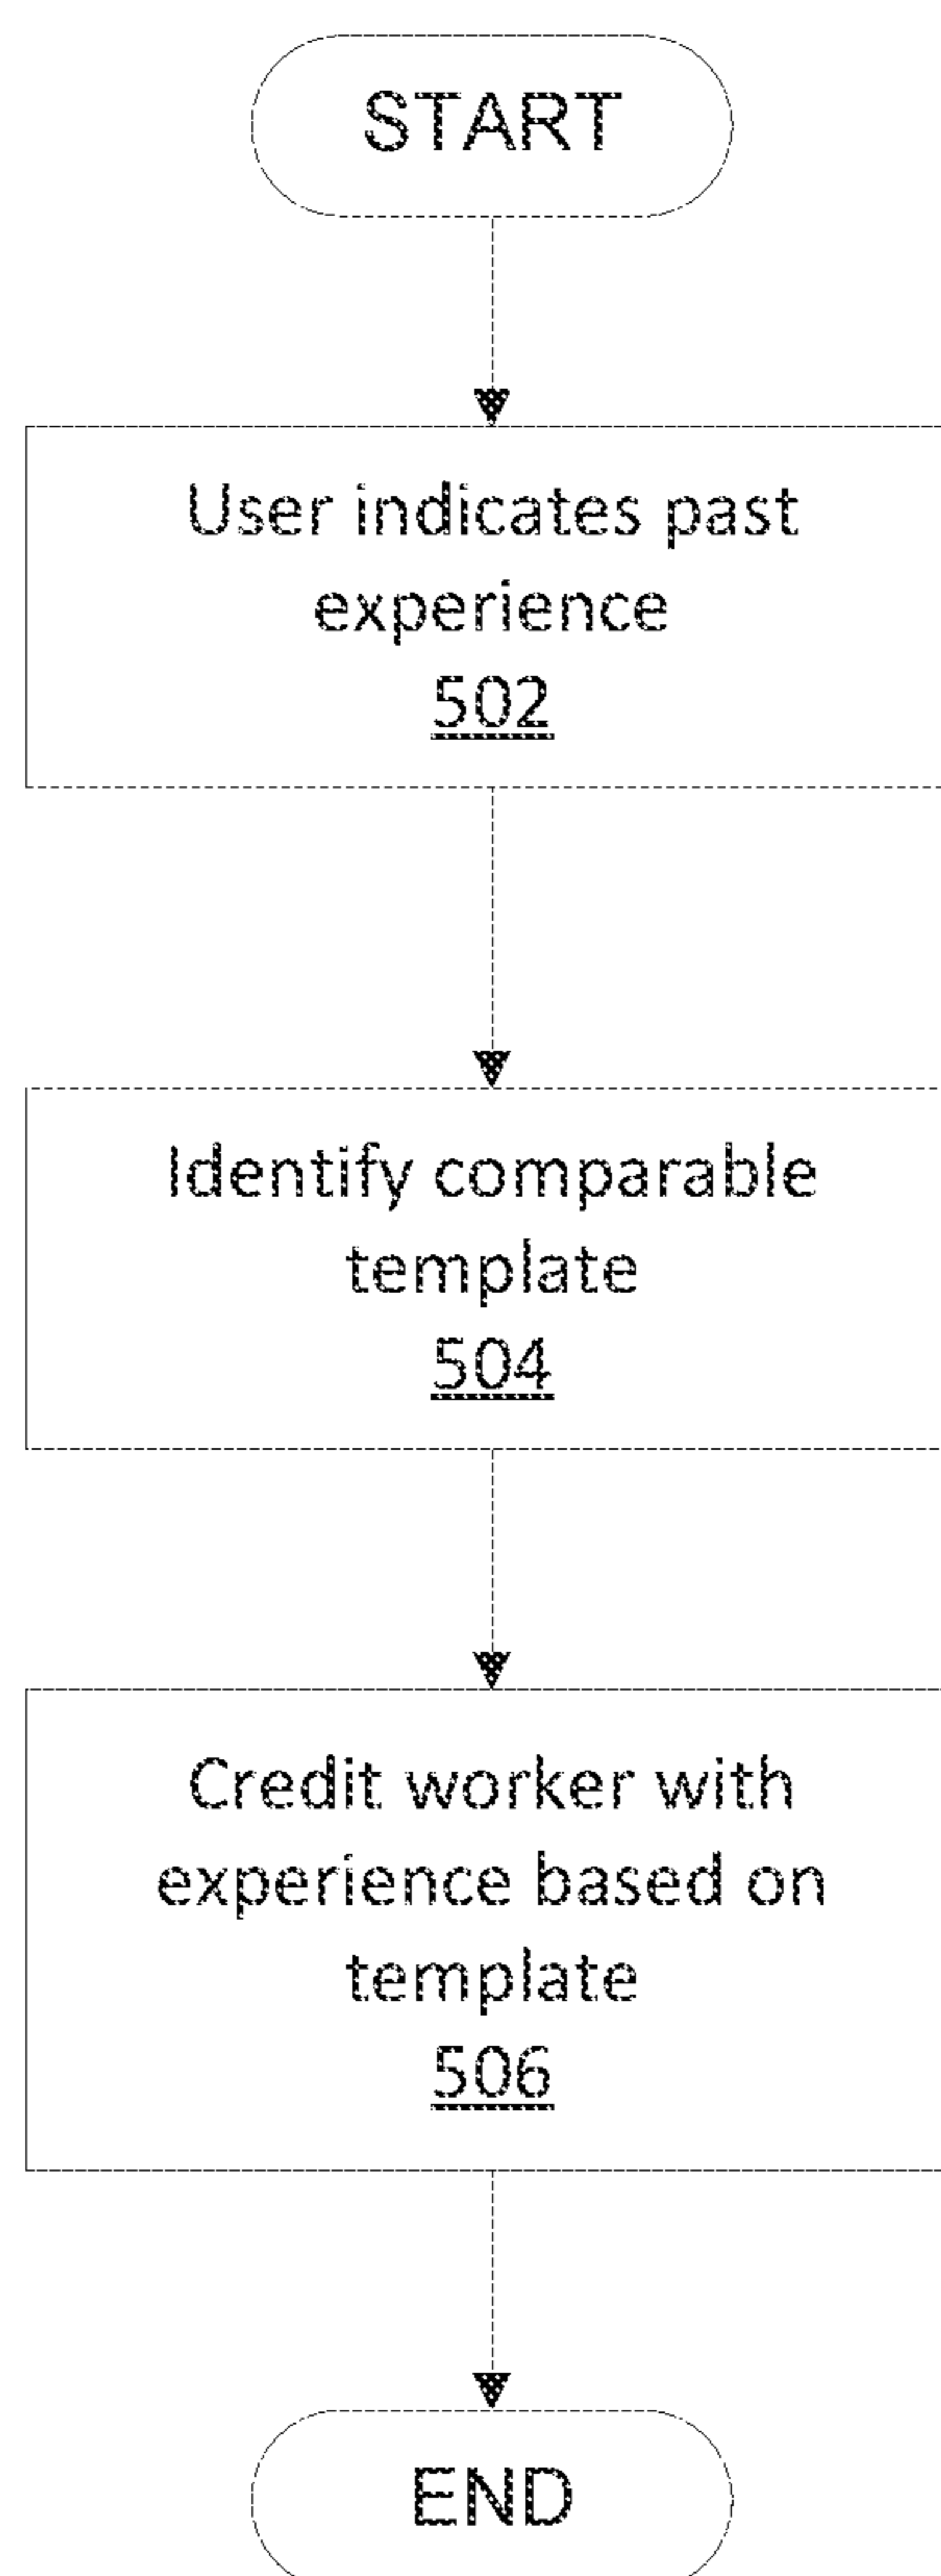 START
User indicates past
experience
502
Identify comparable
template
504
Credit worker with
experience based on
template
506
END